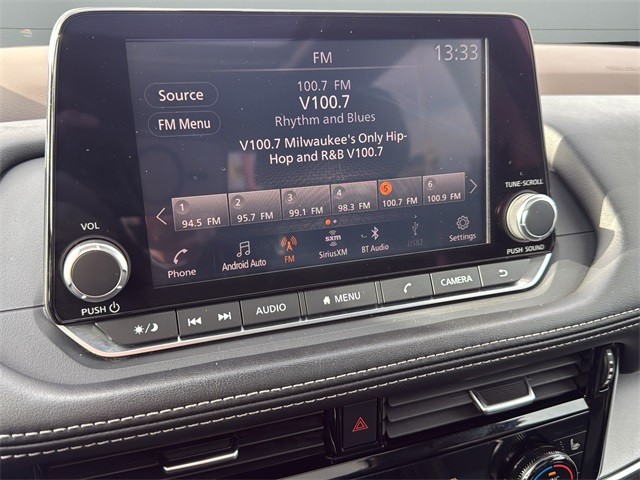 FM
13:33
Source
FM Menu
100.7 FM
V100.7
Rhythm and Blues
V100.7 Milwaukee's Only Hip-
Hop and R&B V100.7
1
94.5 FM
2
95.7 FM
3
99.1 FM
4
98.3 FM
5
100.7 FM
6
100.9 FM
Phone
Android Auto
FM
sxm
SiriusXM
BT Audio
Settings
VOL
PUSH
TUNE•SCROLL
PUSH SOUND
AUDIO
MENU
CAMERA